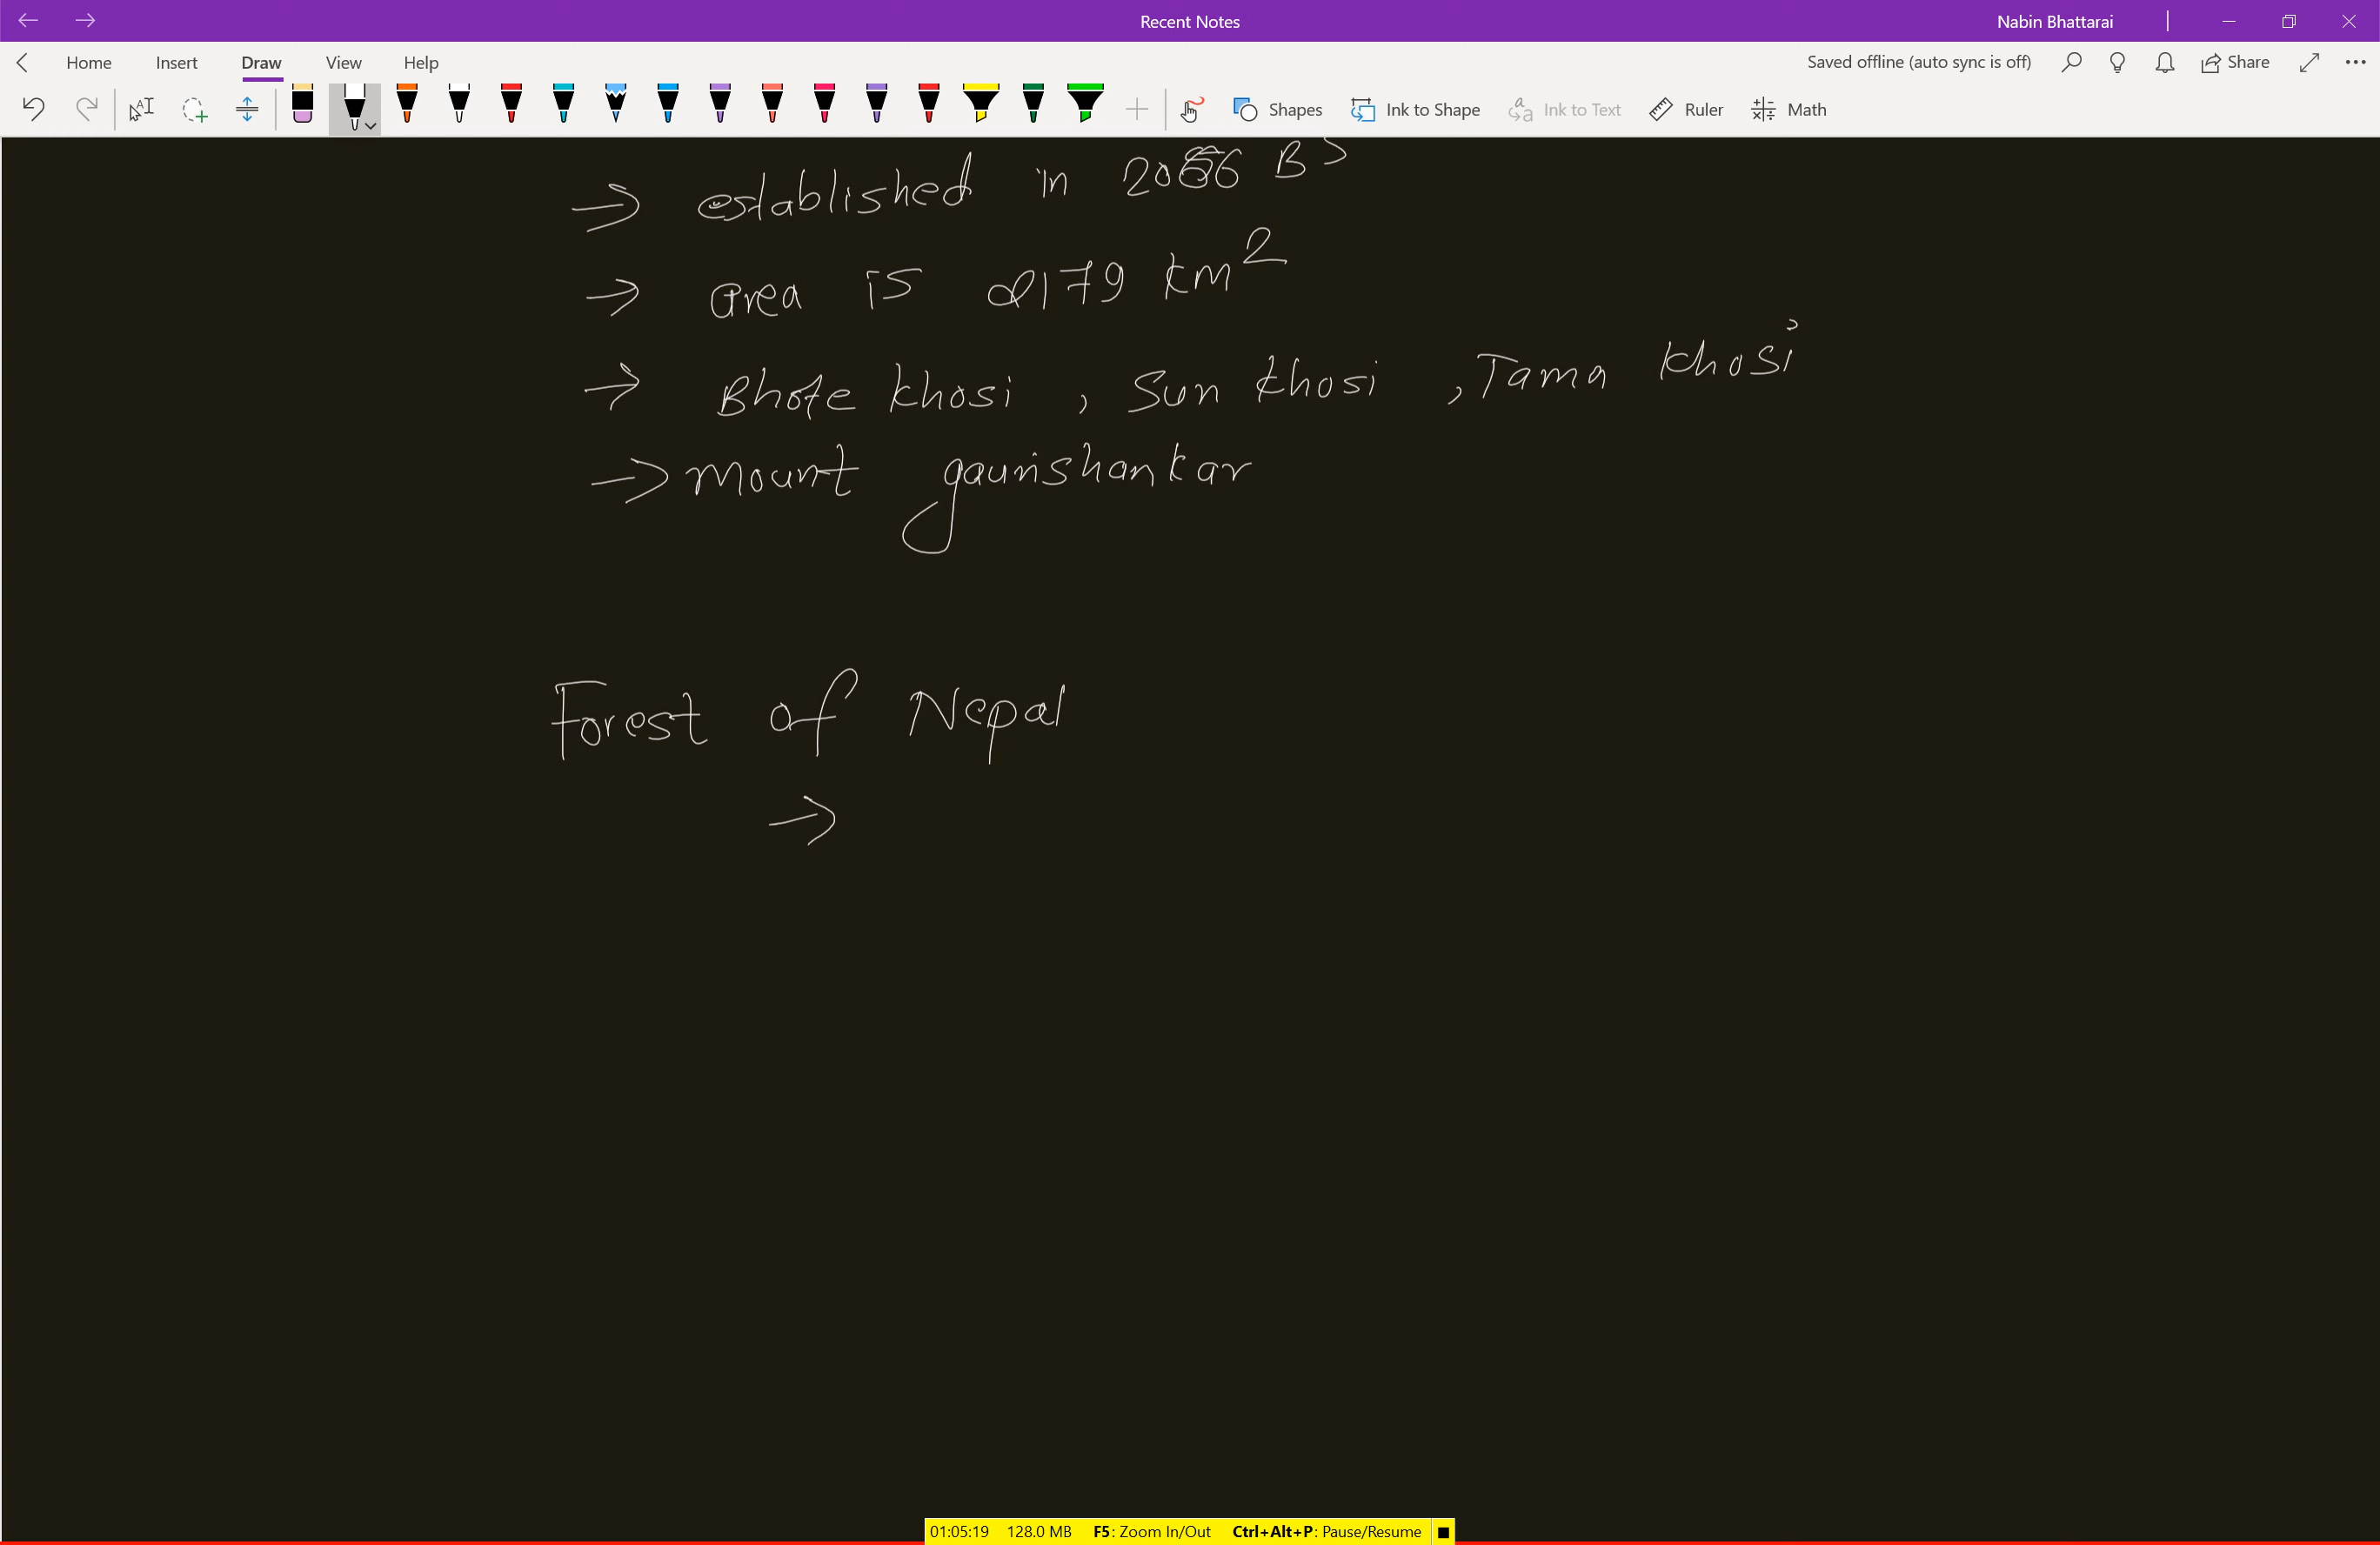 Recent Notes Nabin Bhattarai
Home Insert Draw View Help Saved offline (auto sync is off) Share
Shapes Ink to Shape Ink to Text Ruler Math
→ established in BS
→ area is 2179 km²
→ Bhote khosi, Sun khosi, Tama khosi
→ mount gaurishankar
Forest of Nepal
→
01:05:19 128.0 MB F5: Zoom In/Out Ctrl+Alt+P: Pause/Resume